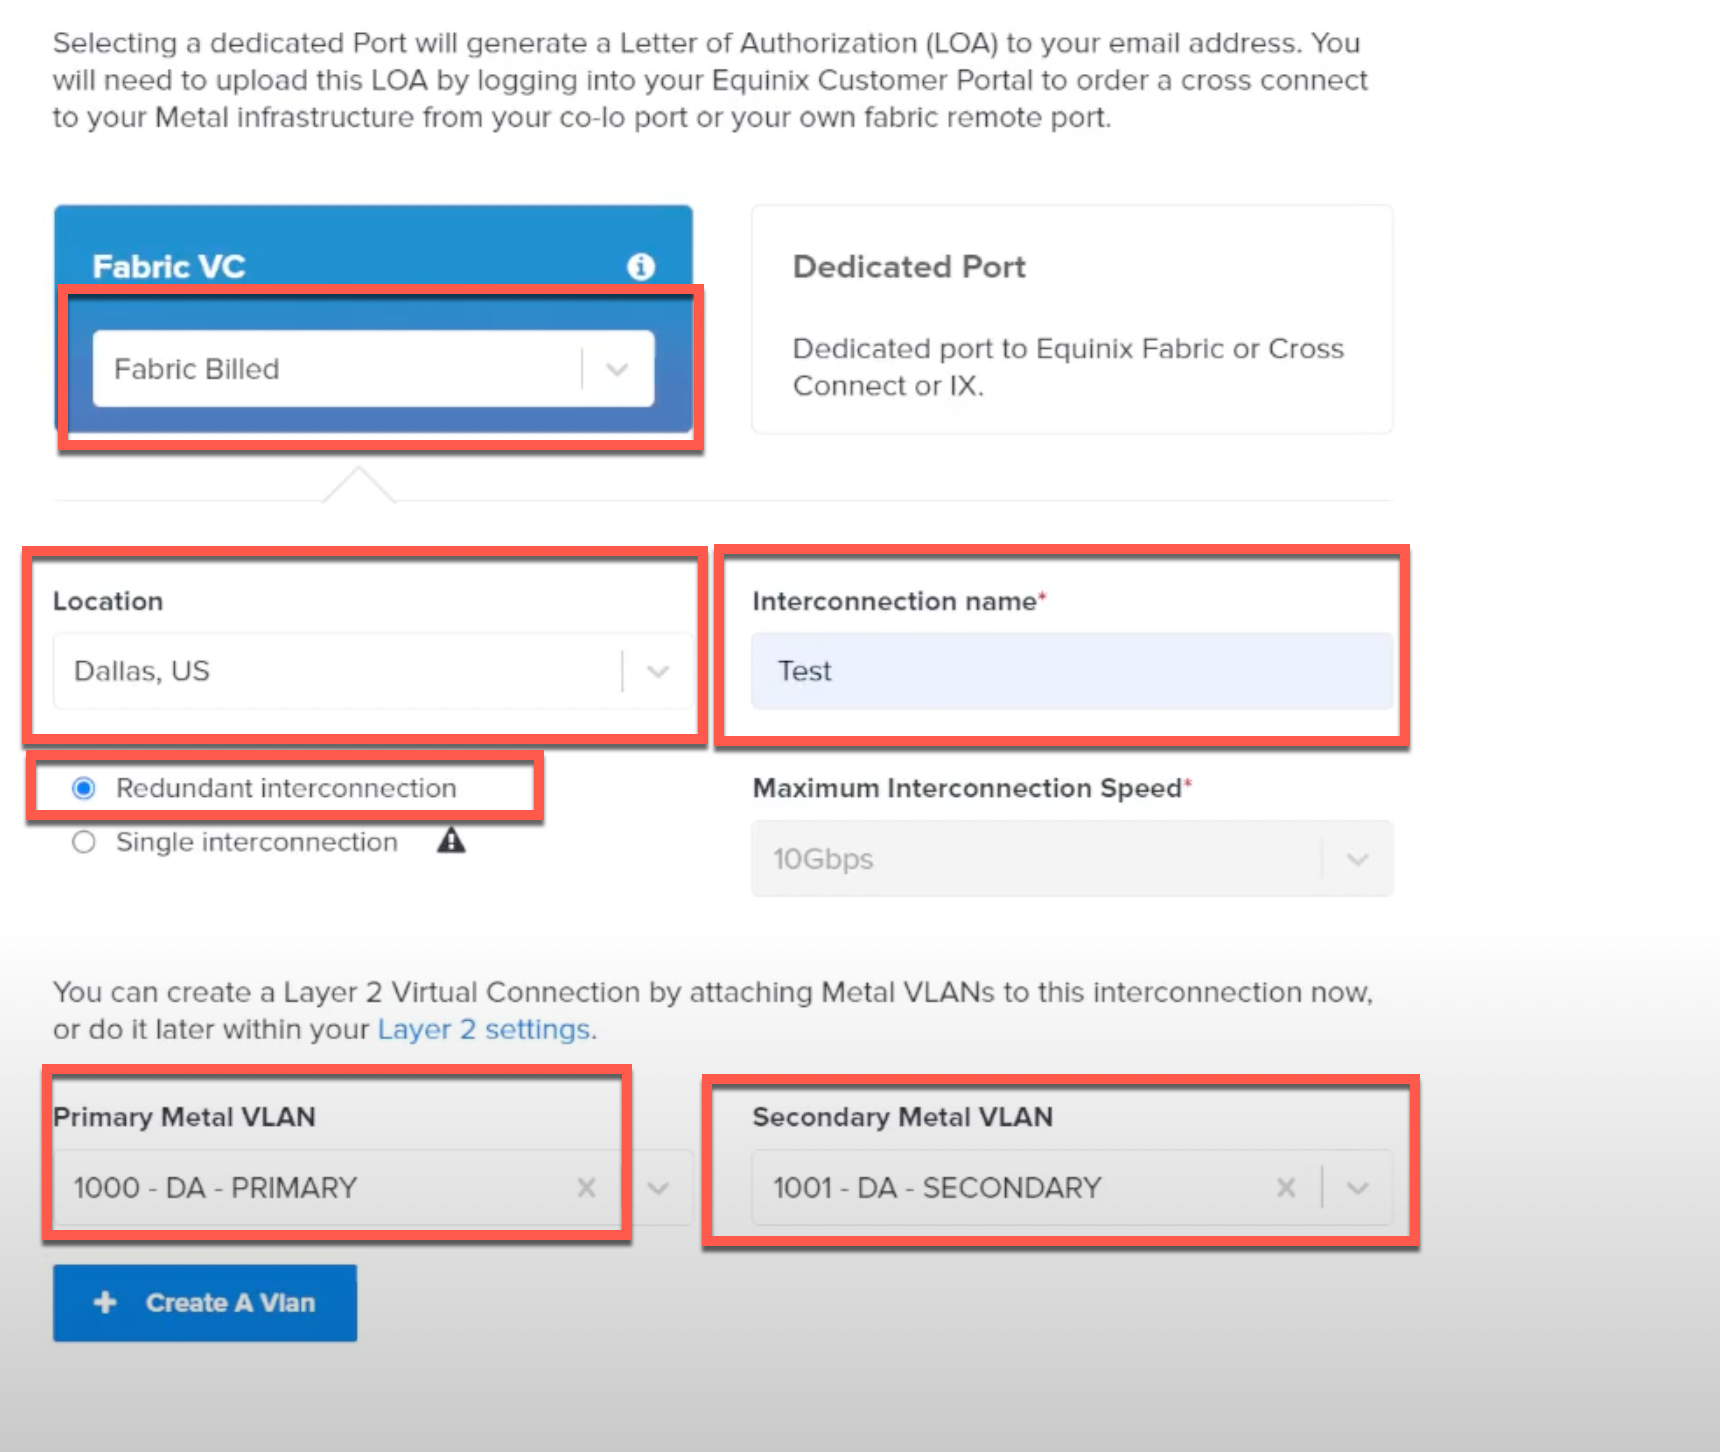 Selecting a dedicated Port will generate a Letter of Authorization (LOA) to your email address. You
will need to upload this LOA by logging into your Equinix Customer Portal to order a cross connect
to your Metal infrastructure from your co-lo port or your own fabric remote port.
Fabric VC
Fabric Billed
Dedicated Port
Dedicated port to Equinix Fabric or Cross
Connect or IX.
Location
Dallas, US
Interconnection name*
Test
Redundant interconnection
Single interconnection
Maximum Interconnection Speed*
10Gbps
You can create a Layer 2 Virtual Connection by attaching Metal VLANs to this interconnection now,
or do it later within your Layer 2 settings.
Primary Metal VLAN
1000 - DA - PRIMARY
Secondary Metal VLAN
1001 - DA - SECONDARY
+ Create A Vlan